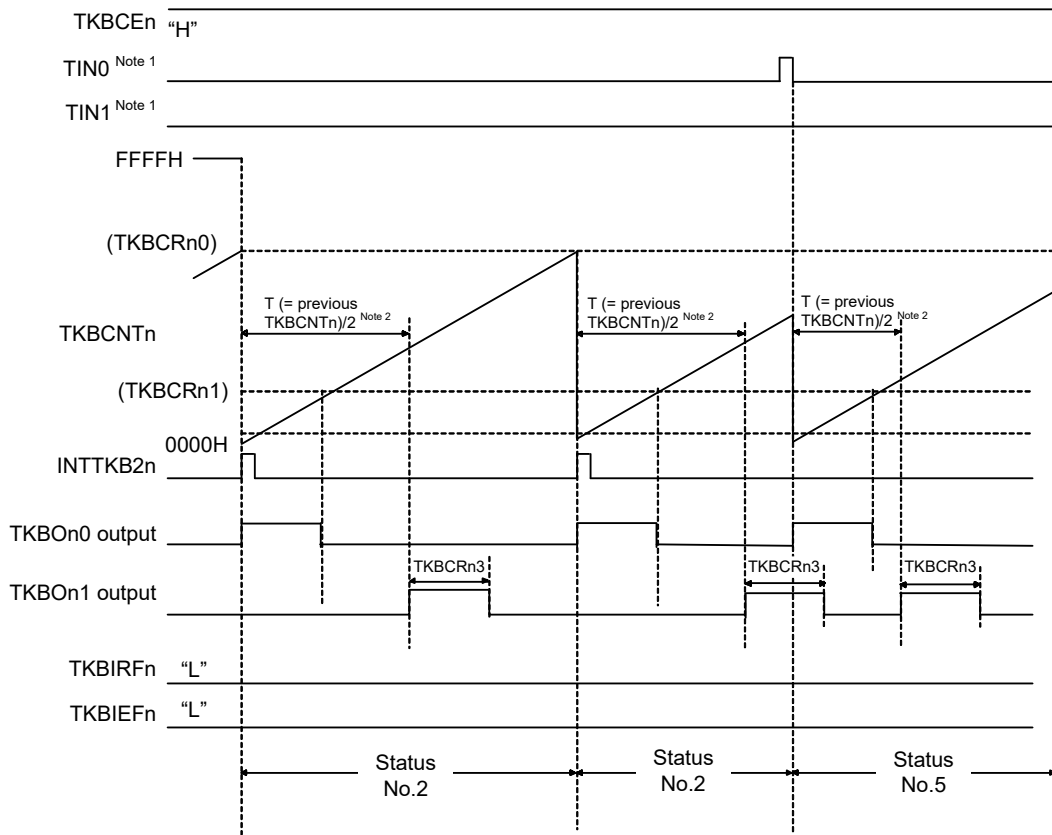 TKBCEn "H"
TIN0 Note 1
TIN1 Note 1
FFFFH
(TKBCRn0)
T (= previous
TKBCNTn)/2 Note 2
T (= previous
TKBCNTn)/2 Note 2
T (= previous
TKBCNTn)/2 Note 2
TKBCNTn
(TKBCRn1)
0000H
INTTKB2n
TKBOn0 output
TKBCRn3
TKBCRn3
TKBCRn3
TKBOn1 output
TKBIRFn "L"
TKBIEFn "L"
Status
No.2
Status
No.2
Status
No.5